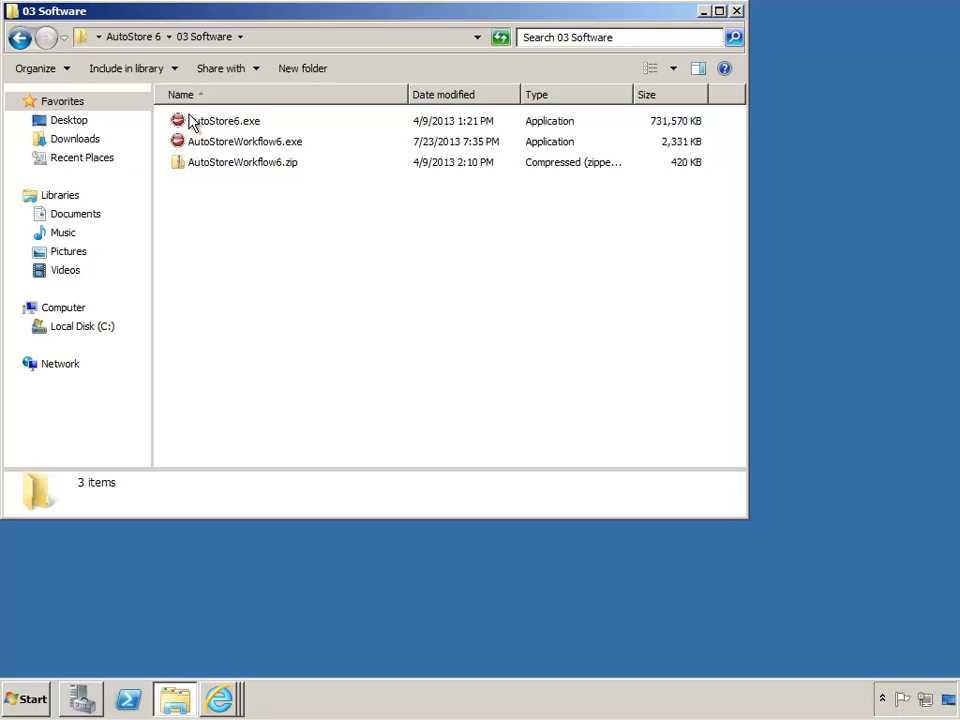 03 Software
AutoStore 6 03 Software
Search 03 Software
Organize Include in library Share with New folder
Name Date modified Type Size
Favorites
Desktop
Downloads
Recent Places
Libraries
Documents
Music
Pictures
Videos
Computer
Local Disk (C:)
Network
utoStore6.exe 4/9/2013 1:21 PM Application 731,570 KB
AutoStoreWorkflow6.exe 7/23/2013 7:35 PM Application 2,331 KB
AutoStoreWorkflow6.zip 4/9/2013 2:10 PM Compressed (zippe... 420 KB
3 items
Start